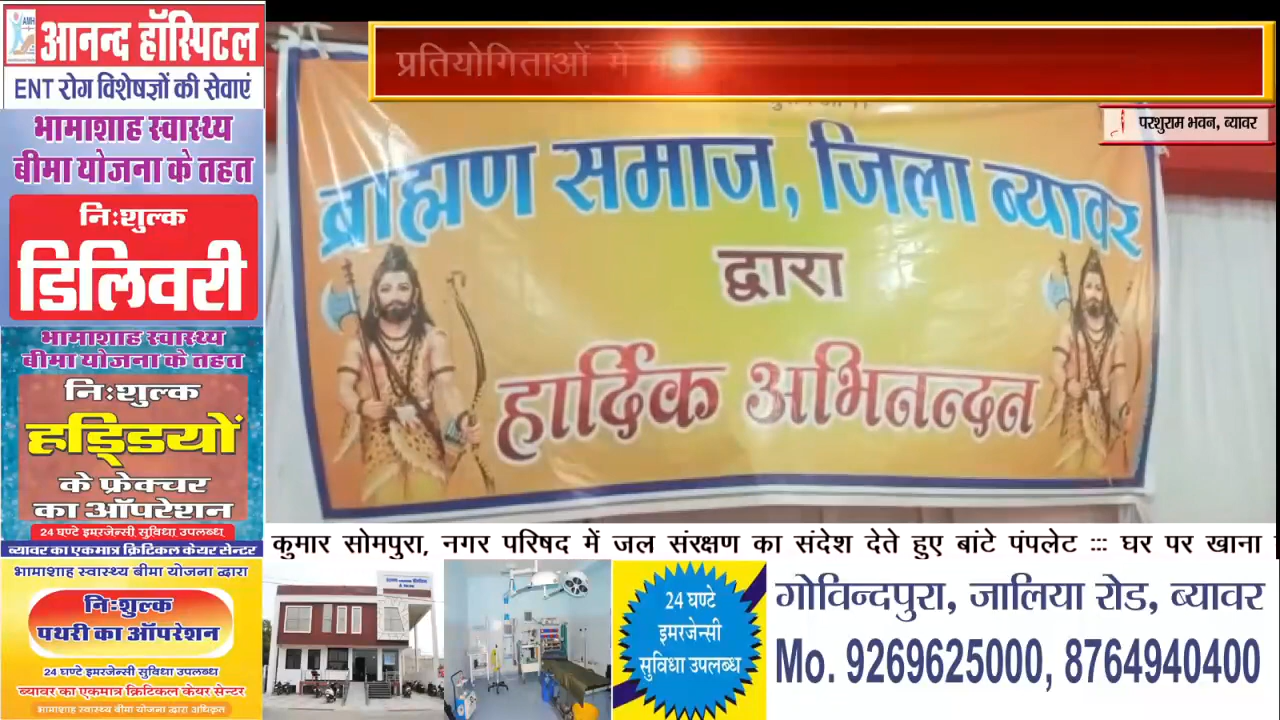 AMH
आनन्द हॉस्पिटल
ENT रोग विशेषज्ञों की सेवाएं
भामाशाह स्वास्थ्य
बीमा योजना के तहत
निःशुल्क
डिलिवरी
भामाशाह स्वास्थ्य
बीमा योजना के तहत
निःशुल्क
हड्डियों
के फ्रेक्चर
का ऑपरेशन
24 घण्टे इमरजेन्सी सुविधा उपलब्ध
ब्यावर का एकमात्र क्रिटिकल केयर सेन्टर
भामाशाह स्वास्थ्य बीमा योजना द्वारा
निःशुल्क
पथरी का ऑपरेशन
24 घण्टे इमरजेन्सी सुविधा उपलब्ध
ब्यावर का एकमात्र क्रिटिकल केयर सेन्टर
भामाशाह स्वास्थ्य बीमा योजना द्वारा अधिकृत
प्रतियोगिताओं में
परशुराम भवन, ब्यावर
ब्राह्मण समाज, जिला ब्यावर
द्वारा
हार्दिक अभिनन्दन
कुमार सोमपुरा, नगर परिषद में जल संरक्षण का संदेश देते हुए बांटे पंपलेट ::: घर पर खाना
24 घण्टे
इमरजेन्सी
सुविधा उपलब्ध
गोविन्दपुरा, जालिया रोड, ब्यावर
Mo. 9269625000, 8764940400